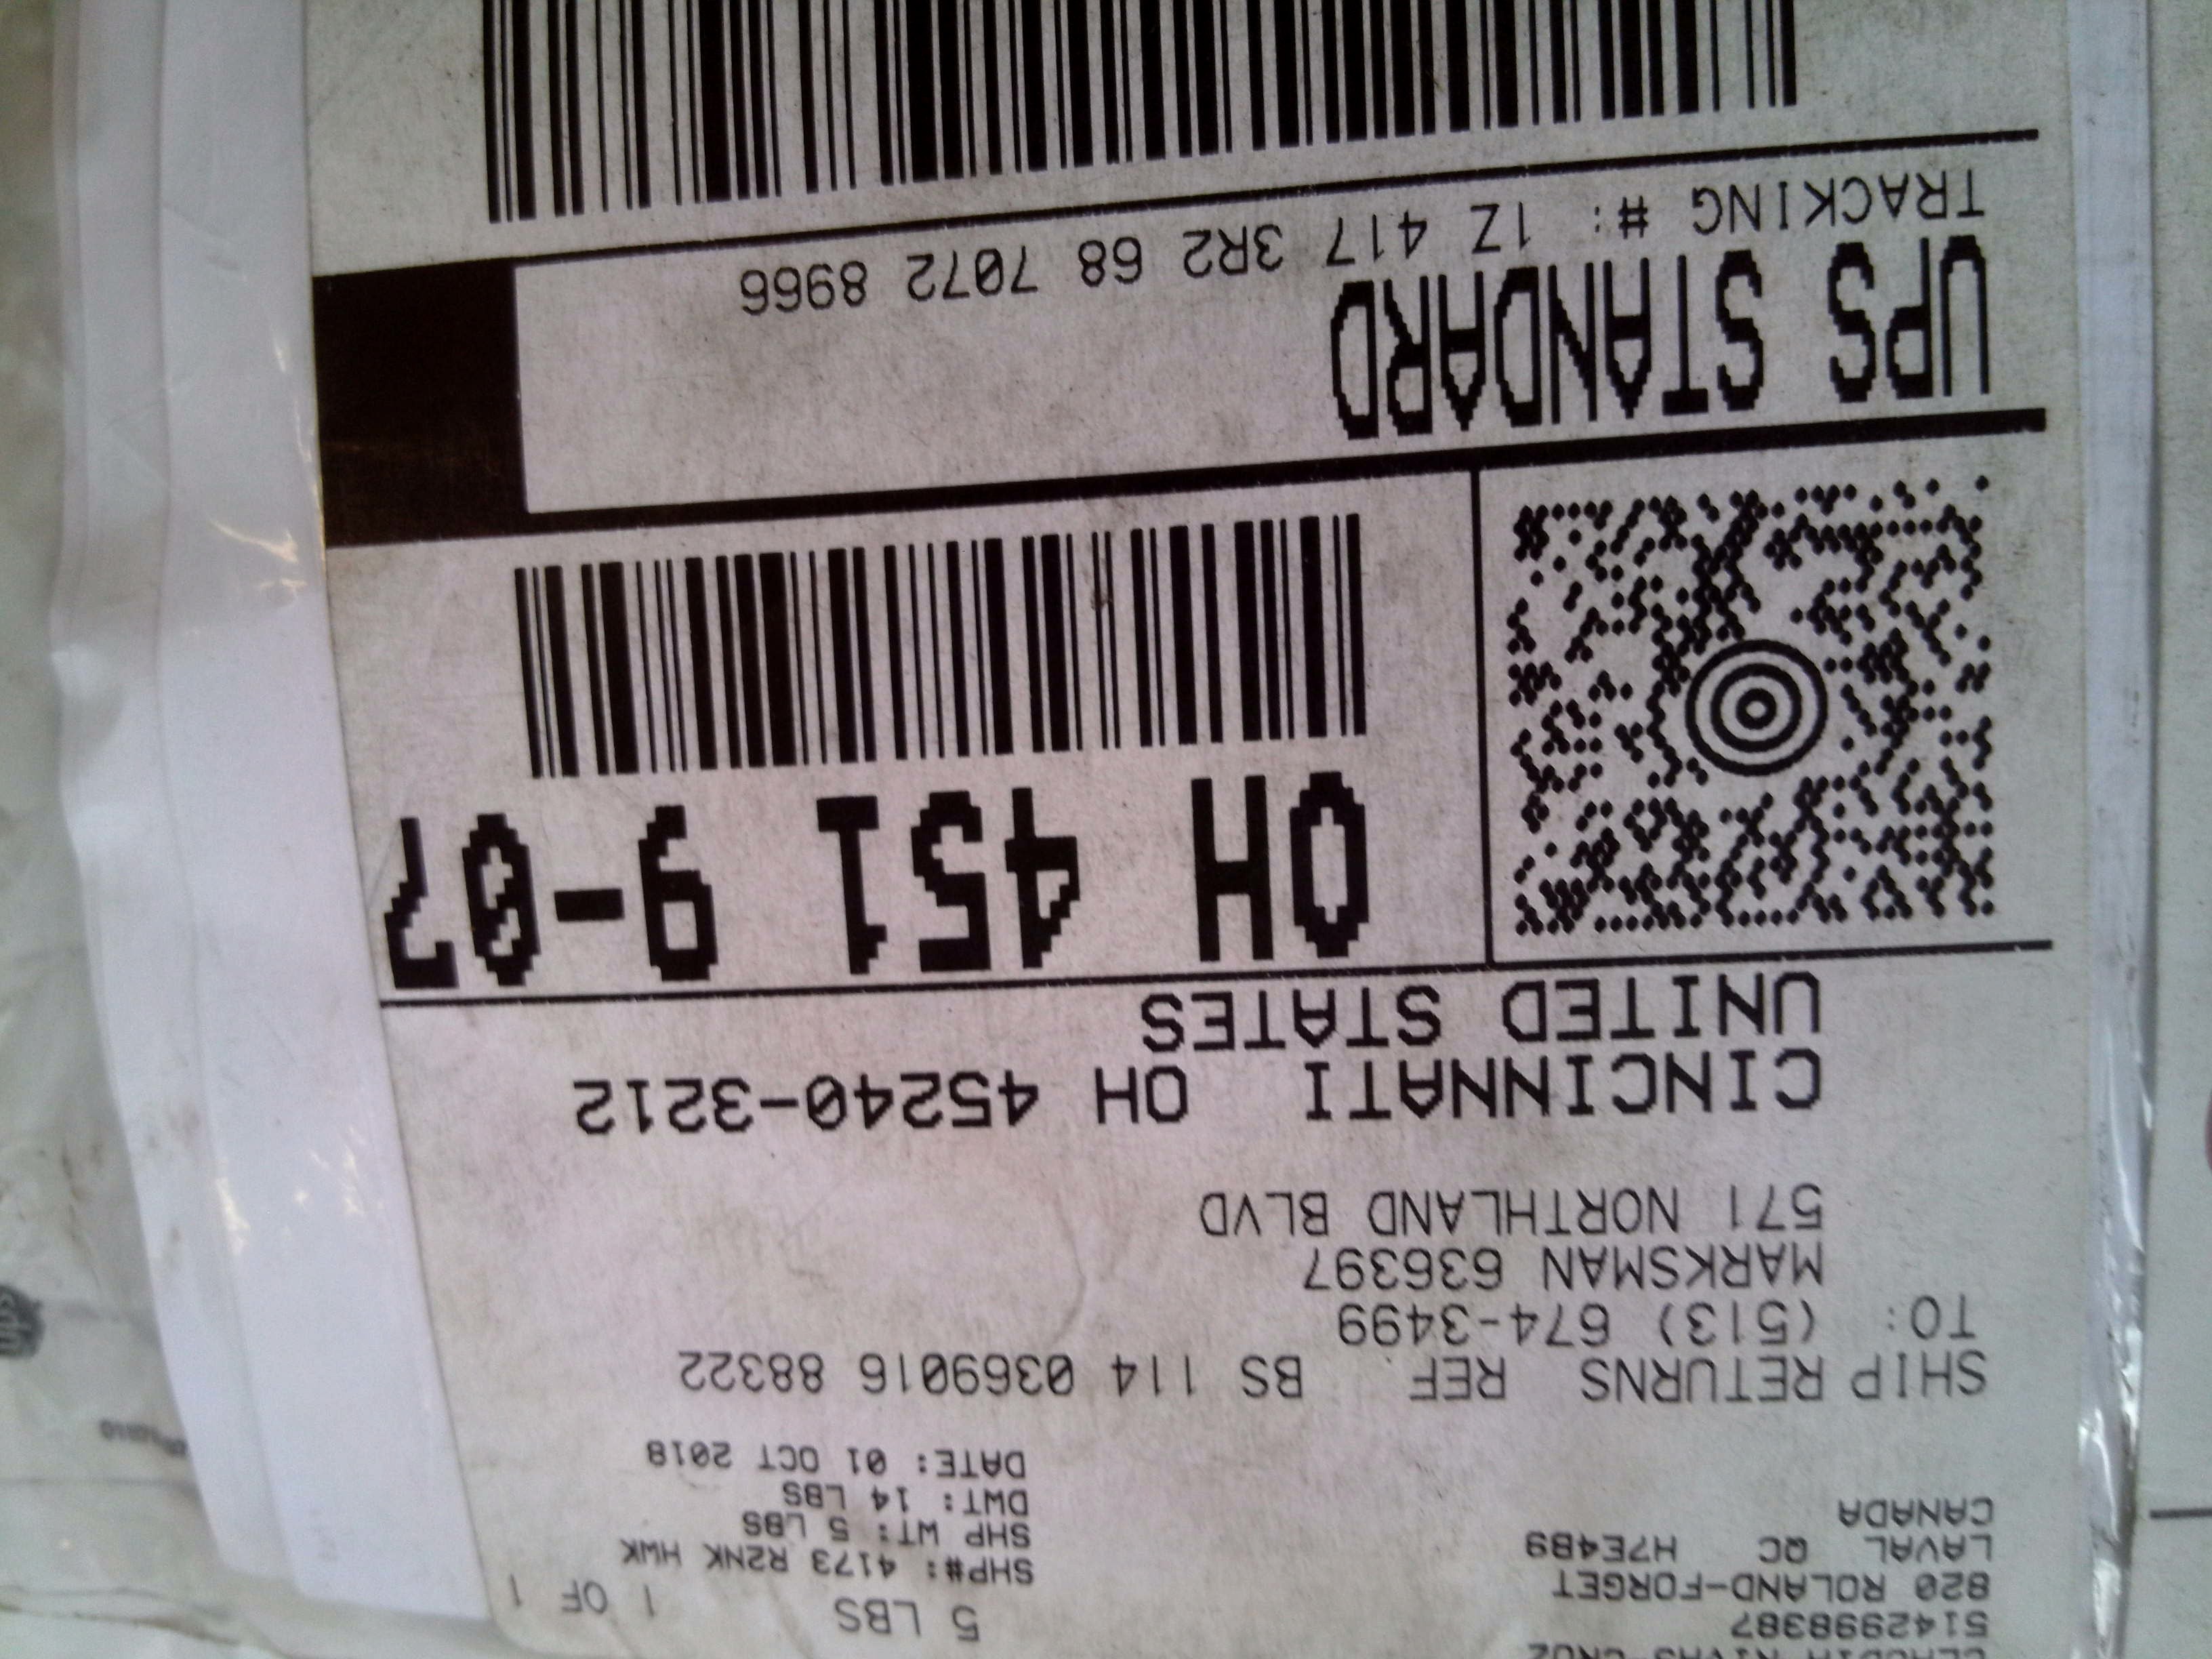 5142998387
820 ROLAND-FORGET
LAVAL QC H7E4B9
CANADA
5 LBS 1 OF 1
SHP#: 4173 R2NK HWK
SHP WT: 5 LBS
DWT: 14 LBS
DATE: 01 OCT 2018
SHIP RETURNS REF BS 114 0369016 88322
TO: (513) 674-3499
MARKSMAN 636397
571 NORTHLAND BLVD
CINCINNATI OH 45240-3212
UNITED STATES
OH 451 9-07
UPS STANDARD
TRACKING #: 1Z 417 3R2 68 7072 8966